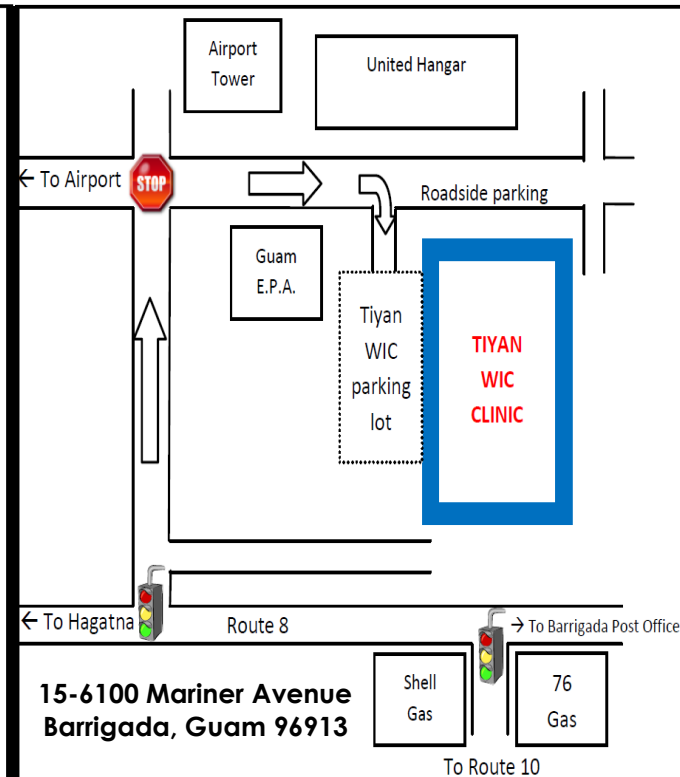 Airport
Tower
United Hangar
← To Airport
STOP
Roadside parking
Guam
E.P.A.
Tiyan
WIC
parking
lot
TIYAN
WIC
CLINIC
← To Hagatna
Route 8
→ To Barrigada Post Office
15-6100 Mariner Avenue
Barrigada, Guam 96913
Shell
Gas
76
Gas
To Route 10